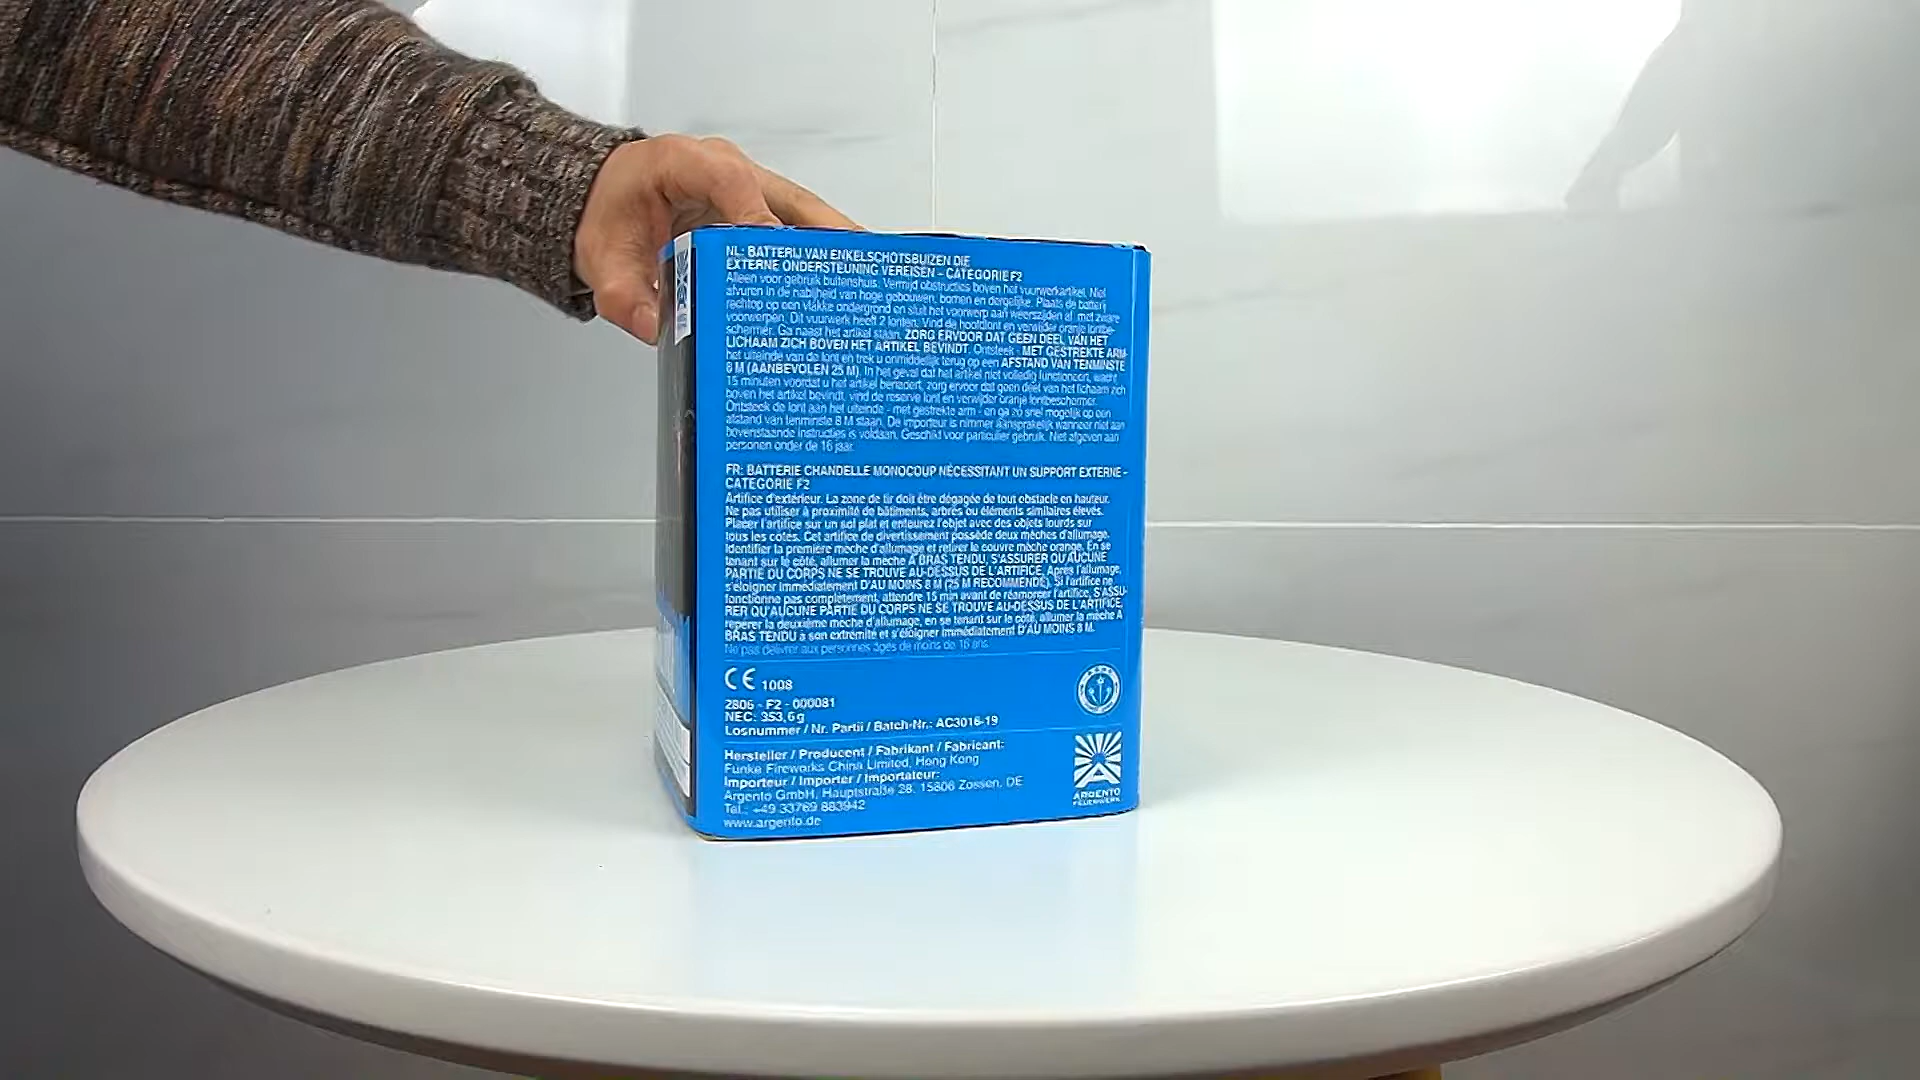 NL: BATTERIJ VAN ENKELSCHOTSBUIZEN DIE
EXTERNE ONDERSTEUNING VEREISEN - CATEGORIE F2
Alleen voor gebruik buitenshuis. Vermijd obstructies boven het vuurwerkartikel. Niet
afvuren in de nabijheid van hoge gebouwen, bomen en dergelijke. Plaats de batterij
rechtop op een vlakke ondergrond en sluit het voorwerp aan weerszijden af met zware
voorwerpen. Dit vuurwerk heeft 2 lonten. Vind de hoofdlont en verwijder oranje lontbe-
schermer. Ga naast het artikel staan. ZORG ERVOOR DAT GEEN DEEL VAN HET
LICHAAM ZICH BOVEN HET ARTIKEL BEVINDT. Ontsteek - MET GESTREKTE ARM-
het uiteinde van de lont en trek u onmiddellijk terug op een AFSTAND VAN TENMINSTE
8 M (AANBEVOLEN 25 M). In het geval dat het artikel niet volledig functioneert, wacht
15 minuten voordat u het artikel benadert, zorg ervoor dat geen deel van het lichaam zich
boven het artikel bevindt, vind de reserve lont en verwijder oranje lontbeschermer.
Ontsteek de lont aan het uiteinde - met gestrekte arm - en ga zo snel mogelijk op een
afstand van tenminste 8 M staan. De importeur is nimmer aansprakelijk wanneer niet aan
bovenstaande instructies is voldaan. Geschikt voor particulier gebruik. Niet afgeven aan
personen onder de 16 jaar.
FR: BATTERIE CHANDELLE MONOCOUP NÉCESSITANT UN SUPPORT EXTERNE -
CATEGORIE F2
Artifice d'extérieur. La zone de tir doit être dégagée de tout obstacle en hauteur.
Ne pas utiliser à proximité de bâtiments, arbres ou éléments similaires élevés.
Placer l'artifice sur un sol plat et entourez l'objet avec des objets lourds sur
tous les cotés. Cet artifice de divertissement possède deux mèches d'allumage.
Identifier la première meche d'allumage et retirer le couvre mèche orange. En se
tenant sur le côté, allumer la mèche A BRAS TENDU, S'ASSURER QU'AUCUNE
PARTIE DU CORPS NE SE TROUVE AU-DESSUS DE L'ARTIFICE. Après l'allumage,
s'éloigner immédiatement D'AU MOINS 8 M (25 M RECOMMENDÉ). Si l'artifice ne
fonctionne pas complètement, attendre 15 min avant de réamorser l'artifice, S'ASSU-
RER QU'AUCUNE PARTIE DU CORPS NE SE TROUVE AU-DESSUS DE L'ARTIFICE,
reperer la deuxième meche d'allumage, en se tenant sur le coté, allumer la mèche A
BRAS TENDU à son extrémité et s'éloigner immédiatement D'AU MOINS 8 M.
Ne pas délivrer aux personnes âgés de moins de 16 ans.
CE 1008
2806 - F2 - 000081
NEC: 353,6 g
Losnummer / Nr. Partii / Batch-Nr.: AC3016-19
Hersteller / Producent / Fabrikant / Fabricant:
Funke Fireworks China Limited, Hong Kong
Importeur / Importer / Importateur:
Argento GmbH, Hauptstraße 28, 15806 Zossen, DE
Tel.: +49 33769 883942
www.argento.de
ARGENTO
FEUERWERK